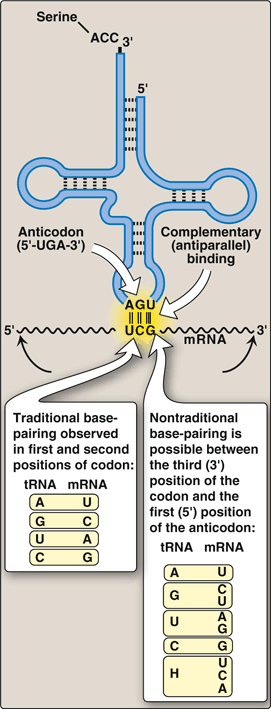 Serine
ACC 3'
5'
Anticodon
(5'-UGA-3')
Complementary
(antiparallel)
binding
AGU
UCG
5'
3'
mRNA
Traditional base-
pairing observed
in first and second
positions of codon:
tRNA mRNA
A U
G C
U A
C G
Nontraditional
base-pairing is
possible between
the third (3')
position of the
codon and the
first (5') position
of the anticodon:
tRNA mRNA
A U
G C
U
U A
G
C G
H U
C
A